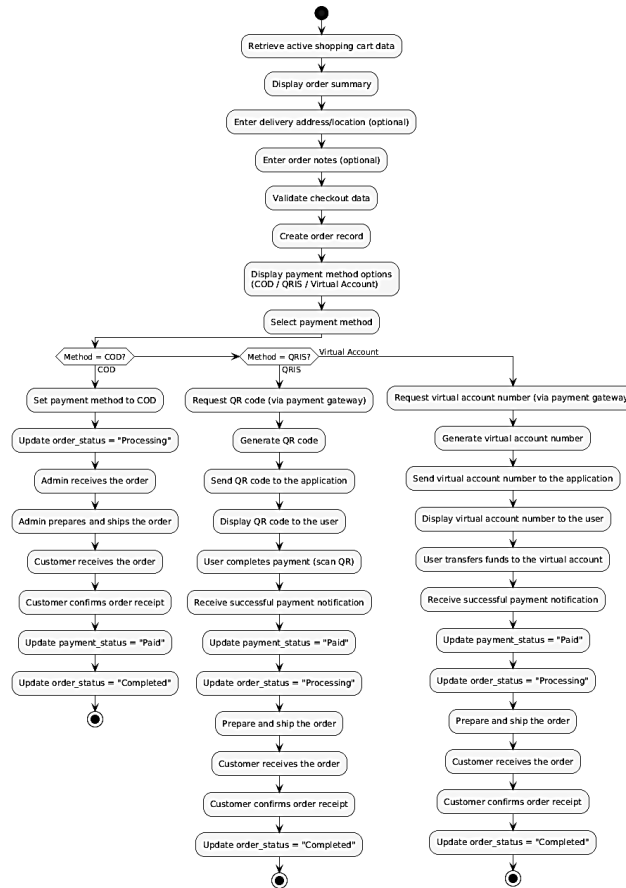 Retrieve active shopping cart data
Display order summary
Enter delivery address/location (optional)
Enter order notes (optional)
Validate checkout data
Create order record
Display payment method options
(COD / QRIS / Virtual Account)
Select payment method
Method = COD?
COD
Set payment method to COD
Update order_status = "Processing"
Admin receives the order
Admin prepares and ships the order
Customer receives the order
Customer confirms order receipt
Update payment_status = "Paid"
Update order_status = "Completed"
Method = QRIS?
QRIS
Request QR code (via payment gateway)
Generate QR code
Send QR code to the application
Display QR code to the user
User completes payment (scan QR)
Receive successful payment notification
Update payment_status = "Paid"
Update order_status = "Processing"
Prepare and ship the order
Customer receives the order
Customer confirms order receipt
Update order_status = "Completed"
Virtual Account
Request virtual account number (via payment gateway
Generate virtual account number
Send virtual account number to the application
Display virtual account number to the user
User transfers funds to the virtual account
Receive successful payment notification
Update payment_status = "Paid"
Update order_status = "Processing"
Prepare and ship the order
Customer receives the order
Customer confirms order receipt
Update order_status = "Completed"